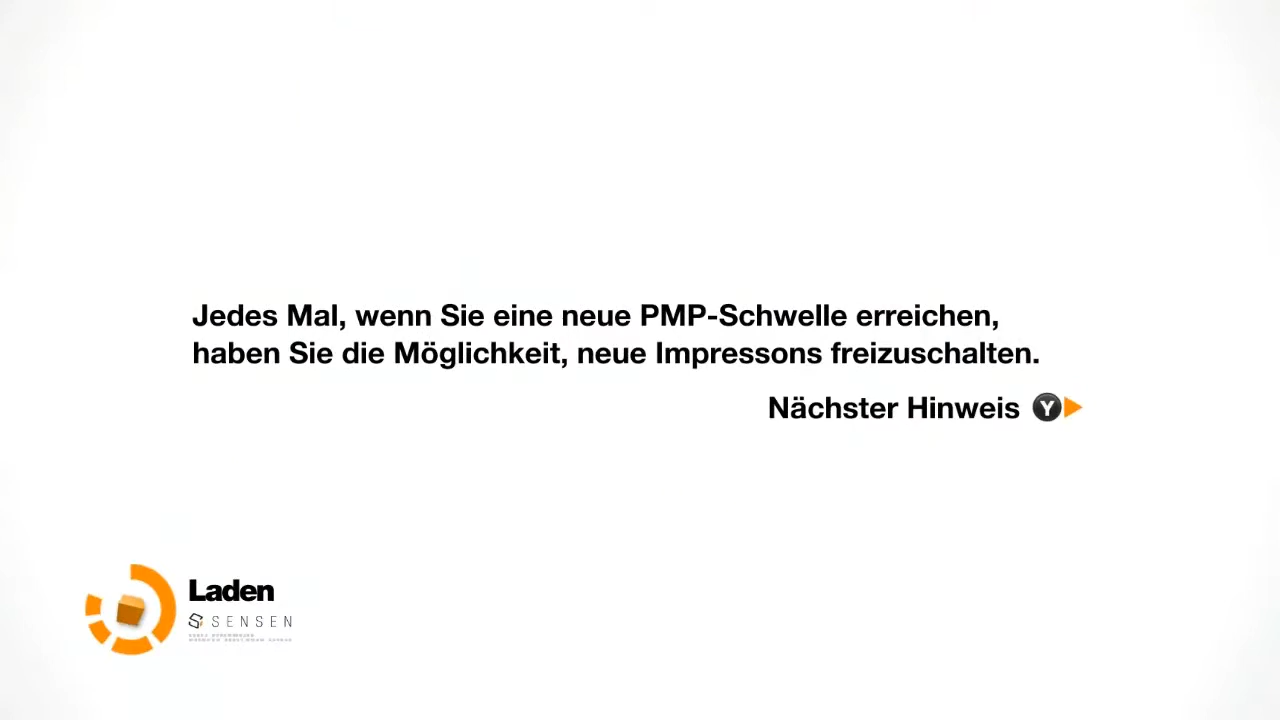 Jedes Mal, wenn Sie eine neue PMP-Schwelle erreichen,
haben Sie die Möglichkeit, neue Impressons freizuschalten.
Nächster Hinweis Y
Laden
SENSEN